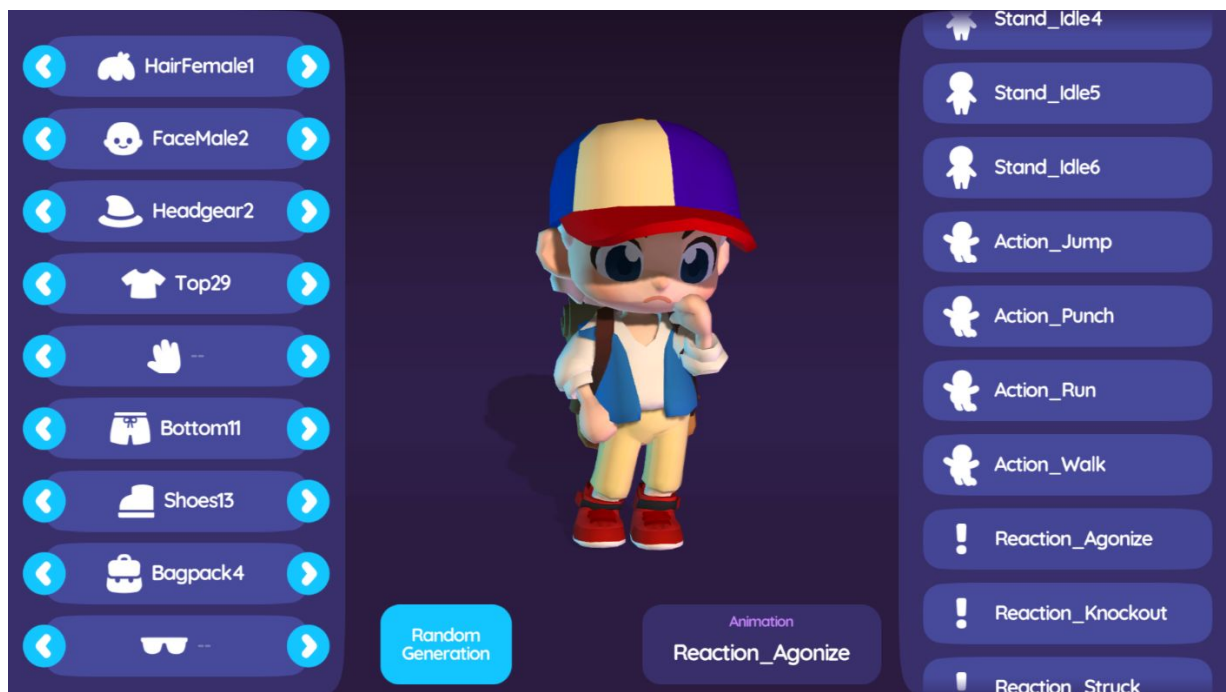 HairFemale1
FaceMale2
Headgear2
Top29
--
Bottom11
Shoes13
Bagpack4
--
Random
Generation
Animation
Reaction_Agonize
Stand_Idle4
Stand_Idle5
Stand_Idle6
Action_Jump
Action_Punch
Action_Run
Action_Walk
Reaction_Agonize
Reaction_Knockout
Reaction_Struck